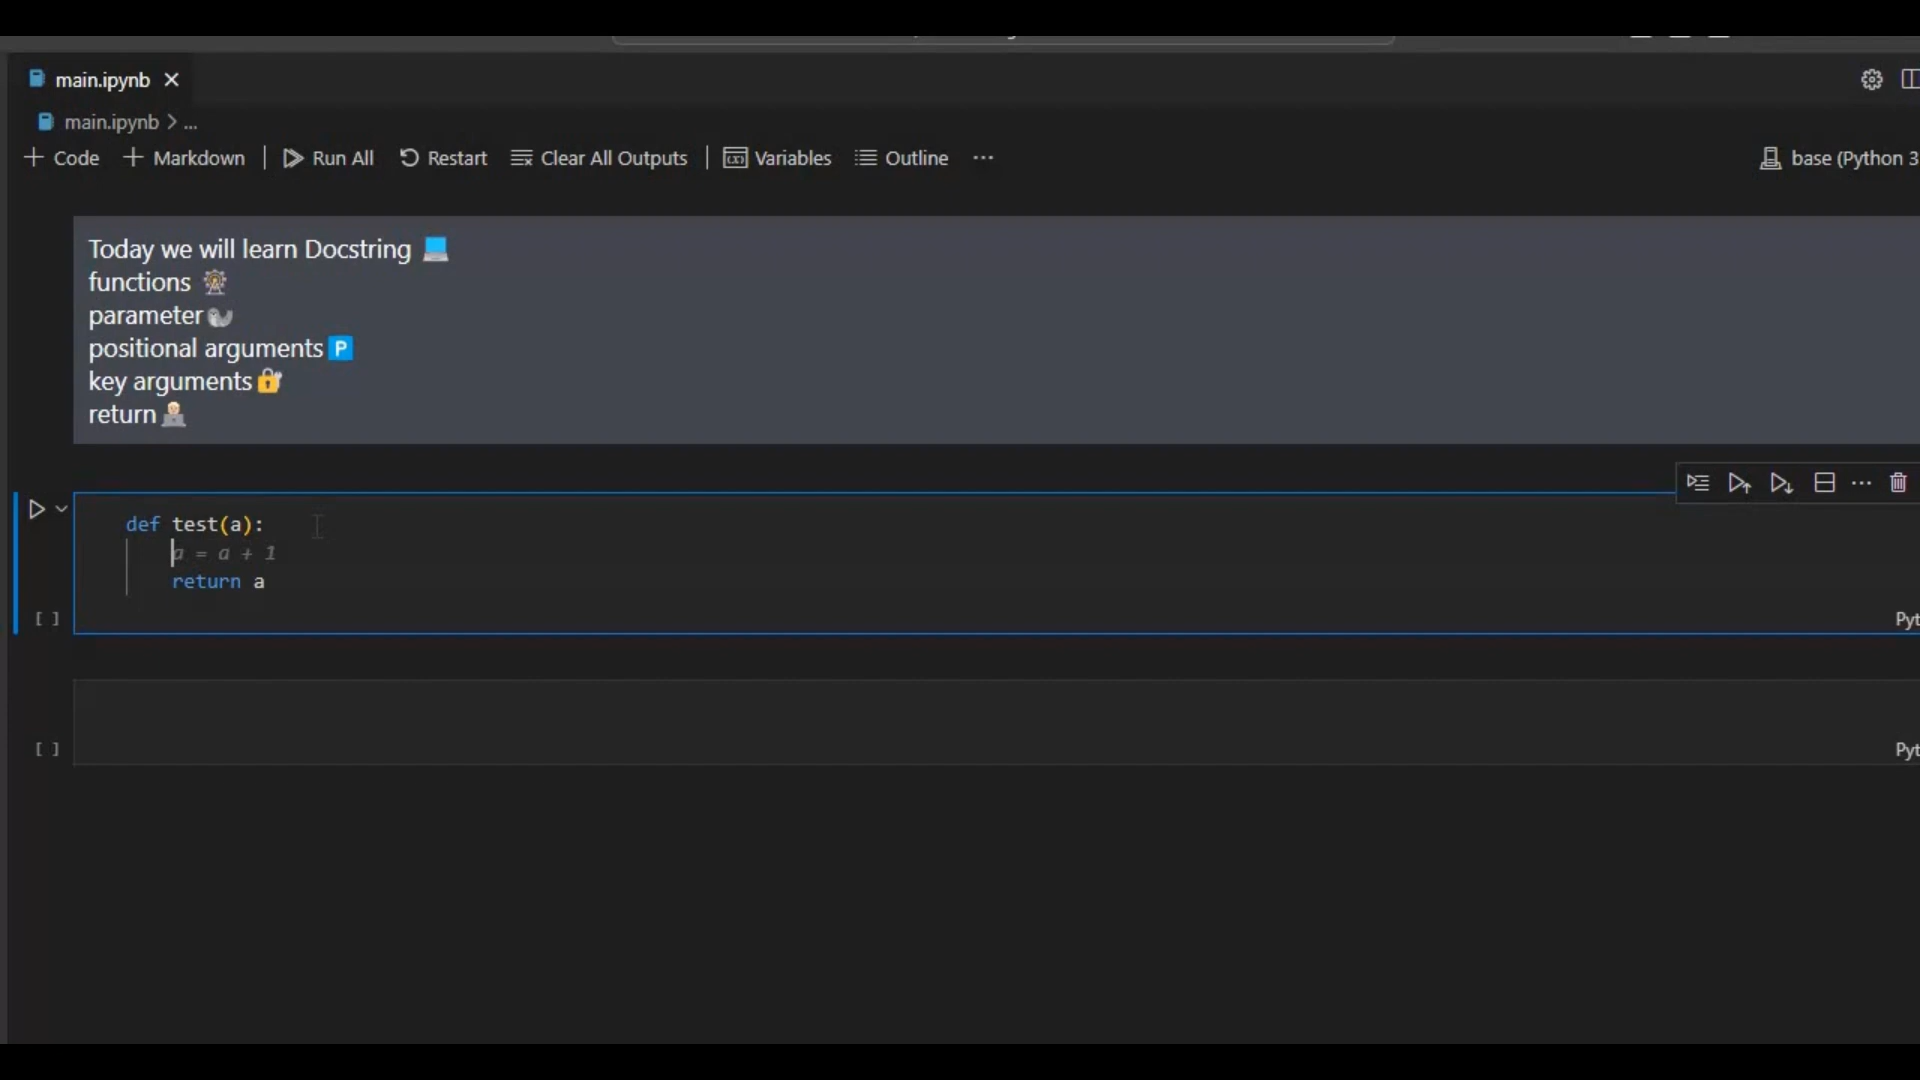 main.ipynb
main.ipynb > ...
Code Markdown Run All Restart Clear All Outputs Variables Outline ... base (Python 3
Today we will learn Docstring 💻
functions 🎡
parameter🦭
positional arguments🅿
key arguments🔐
return👨🏼‍💻
def test(a):
a = a + 1
return a
[ ]
Pyt
[ ]
Pyt